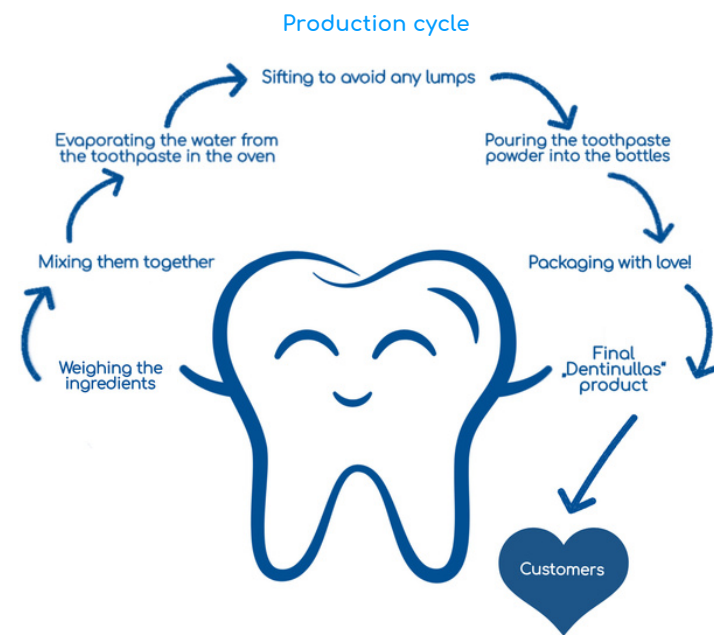 Production cycle
Sifting to avoid any lumps
Evaporating the water from
the toothpaste in the oven
Pouring the toothpaste
powder into the bottles
Mixing them together
Packaging with love!
Weighing the
ingredients
Final
„Dentinullas“
product
Customers